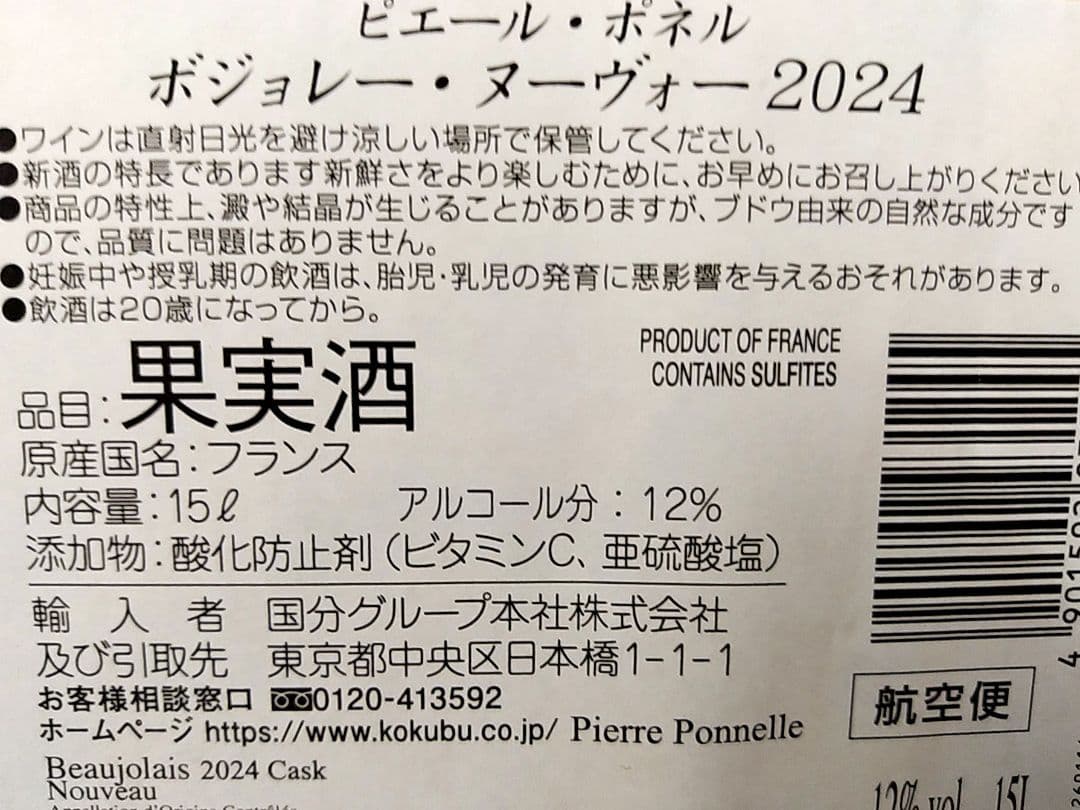 ピエール・ポネル
ボジョレー・ヌーヴォー 2024
●ワインは直射日光を避け涼しい場所で保管してください。
●新酒の特長であります新鮮さをより楽しむために、お早めにお召し上がりください
●商品の特性上、澱や結晶が生じることがありますが、ブドウ由来の自然な成分です
ので、品質に問題はありません。
●妊娠中や授乳期の飲酒は、胎児・乳児の発育に悪影響を与えるおそれがあります。
●飲酒は20歳になってから。
PRODUCT OF FRANCE
CONTAINS SULFITES
品目：果実酒
原産国名：フランス
内容量：15ℓ アルコール分：12%
添加物：酸化防止剤（ビタミンC、亜硫酸塩）
輸入者 国分グループ本社株式会社
及び引取先 東京都中央区日本橋1-1-1
お客様相談窓口 0120-413592
ホームページ https://www.kokubu.co.jp/ Pierre Ponnelle
航空便
Beaujolais 2024 Cask
Nouveau
Appellation d'Origine Contrôlée
12% vol 15L